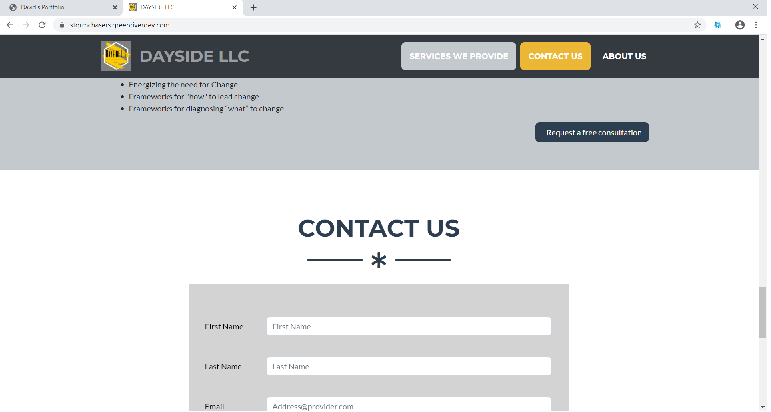 David's Portfolio
DAYSIDE LLC
DAYSIDE LLC
SERVICES WE PROVIDE
CONTACT US
ABOUT US
Energizing the need for Change
Frameworks for "how" to lead change
Frameworks for diagnosing "what" to change
Request a free consultation
CONTACT US
First Name
First Name
Last Name
Last Name
Email
Address@provider.com